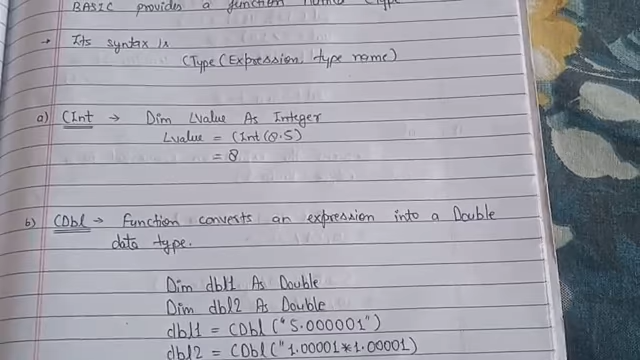 BASIC provides a function named CType
→ Its syntax is
CType (Expression, type name)
a) CInt → Dim Lvalue As Integer
Lvalue = CInt (8.5)
= 8
b) CDbl → Function converts an expression into a Double
data type.
Dim dbl1 As Double
Dim dbl2 As Double
dbl1 = CDbl ("5.000001")
dbl2 = CDbl ("1.00001*1.00001)